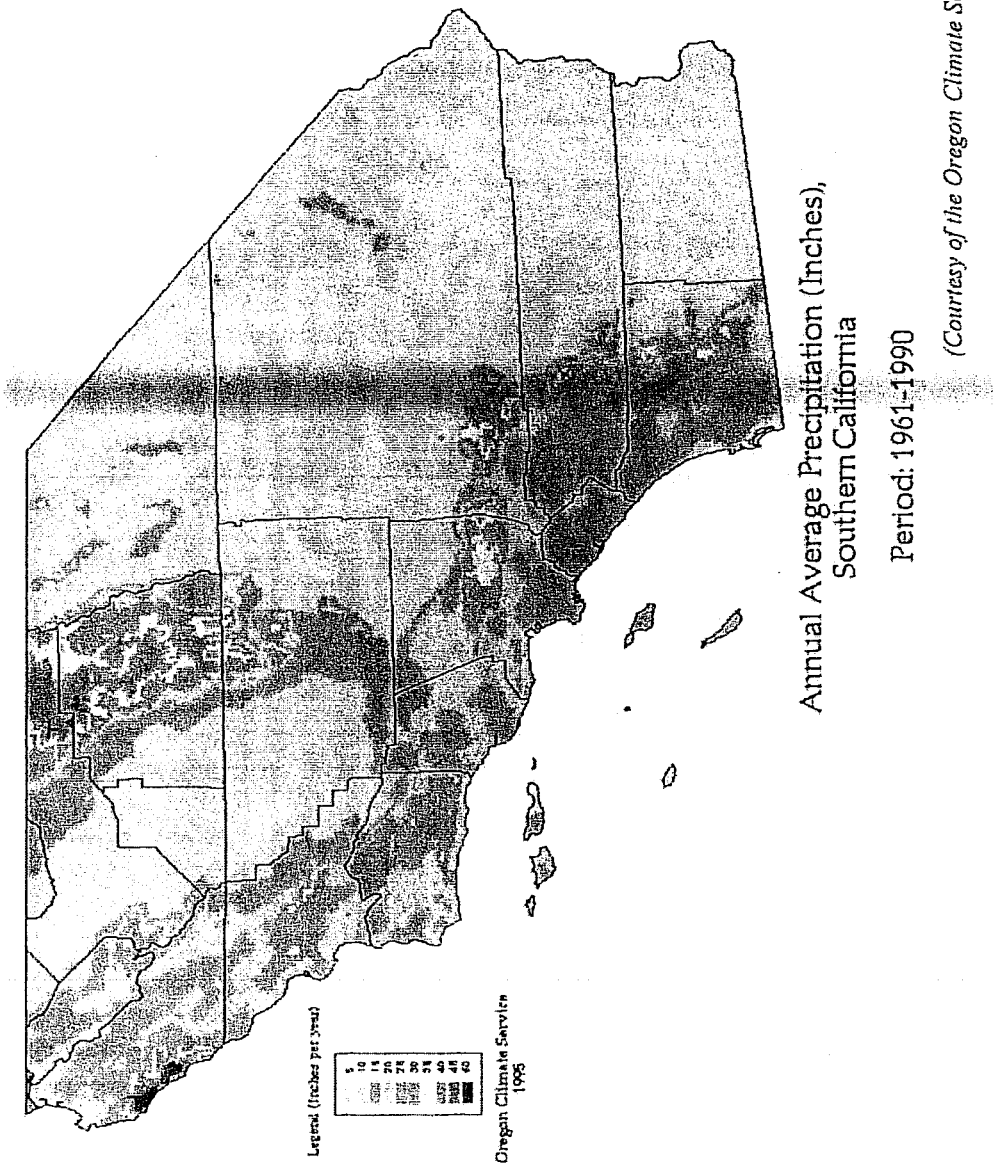 Annual Average Precipitation (Inches),
Southern California
Period: 1961-1990
(Courtesy of the Oregon Climate
Legend (Inches per year)
5
10
15
20
25
30
35
40
45
60
Oregon Climate Service
1995